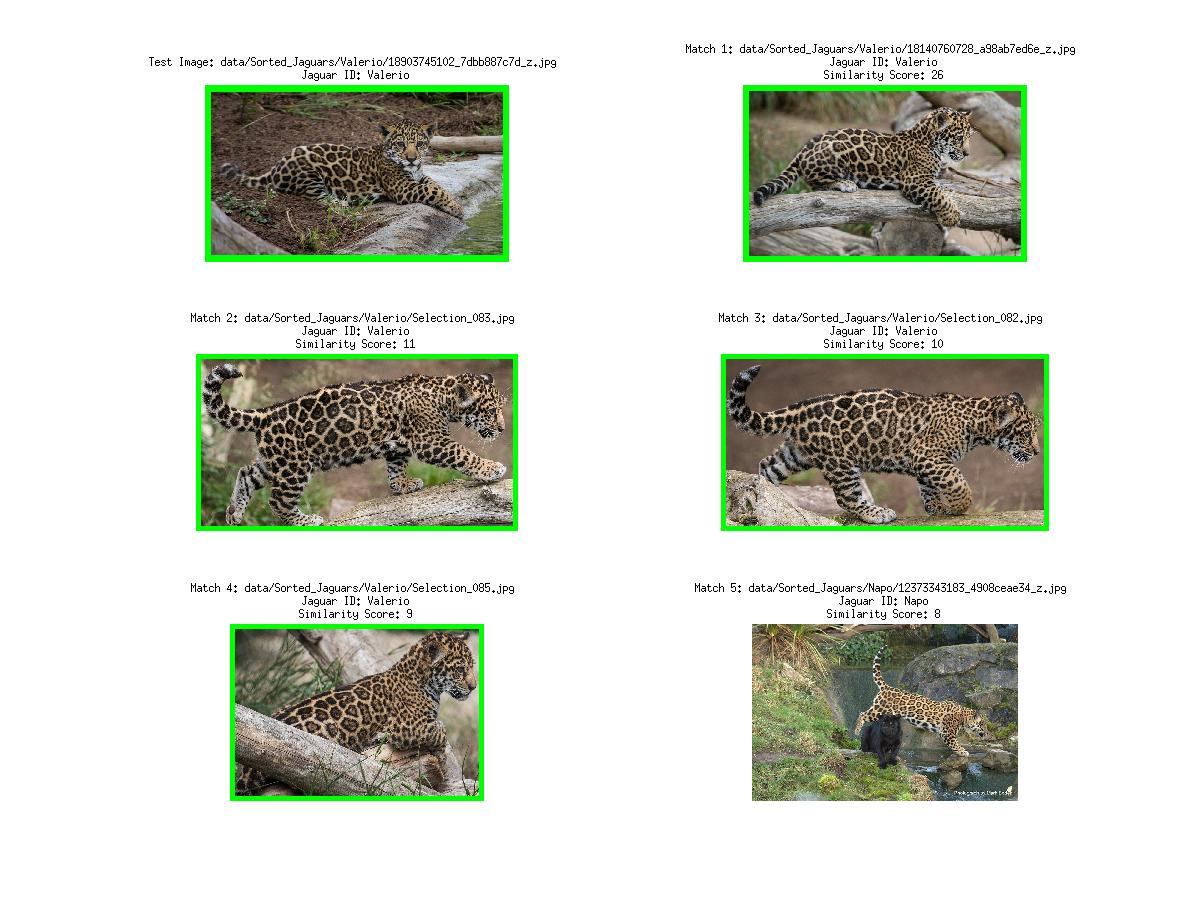 Test Image: data/Sorted_Jaguars/Valerio/18903745102_7dbb887c7d_z.jpg
Jaguar ID: Valerio
Match 1: data/Sorted_Jaguars/Valerio/18140760728_a98ab7ed6e_z.jpg
Jaguar ID: Valerio
Similarity Score: 26
Match 2: data/Sorted_Jaguars/Valerio/Selection_083.jpg
Jaguar ID: Valerio
Similarity Score: 11
Match 3: data/Sorted_Jaguars/Valerio/Selection_082.jpg
Jaguar ID: Valerio
Similarity Score: 10
Match 4: data/Sorted_Jaguars/Valerio/Selection_085.jpg
Jaguar ID: Valerio
Similarity Score: 9
Match 5: data/Sorted_Jaguars/Napo/12373343183_4908ceae34_z.jpg
Jaguar ID: Napo
Similarity Score: 8